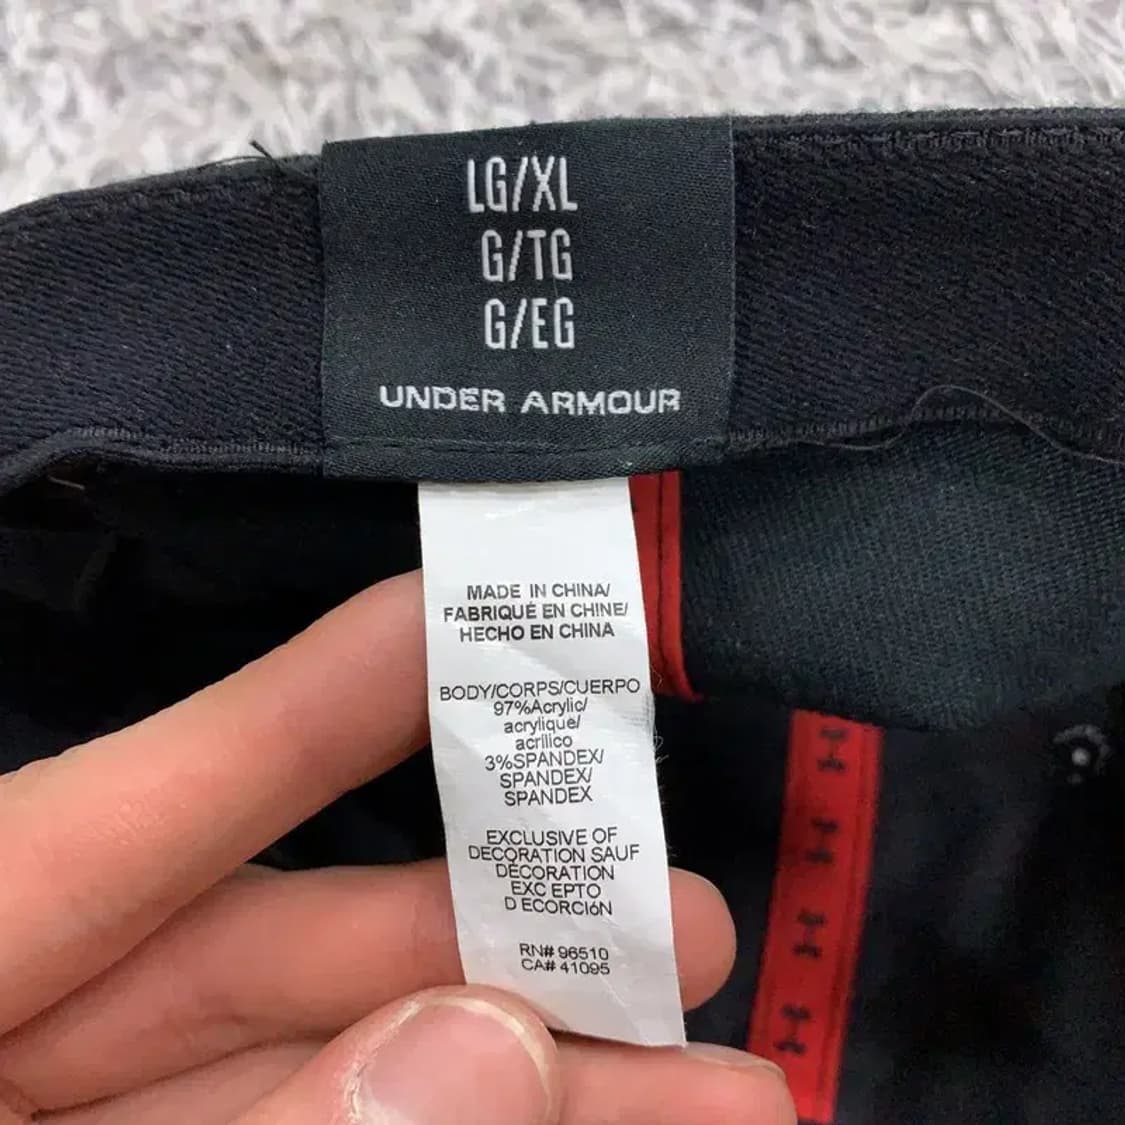 LG/XL
G/TG
G/EG
UNDER ARMOUR
MADE IN CHINA/
FABRIQUÉ EN CHINE/
HECHO EN CHINA
BODY/CORPS/CUERPO
97%Acrylic/
acrylique/
acrílico
3%SPANDEX/
SPANDEX/
SPANDEX
EXCLUSIVE OF
DECORATION SAUF
DÉCORATION
EXC EPTO
D ECORCIÓN
RN# 96510
CA# 41095